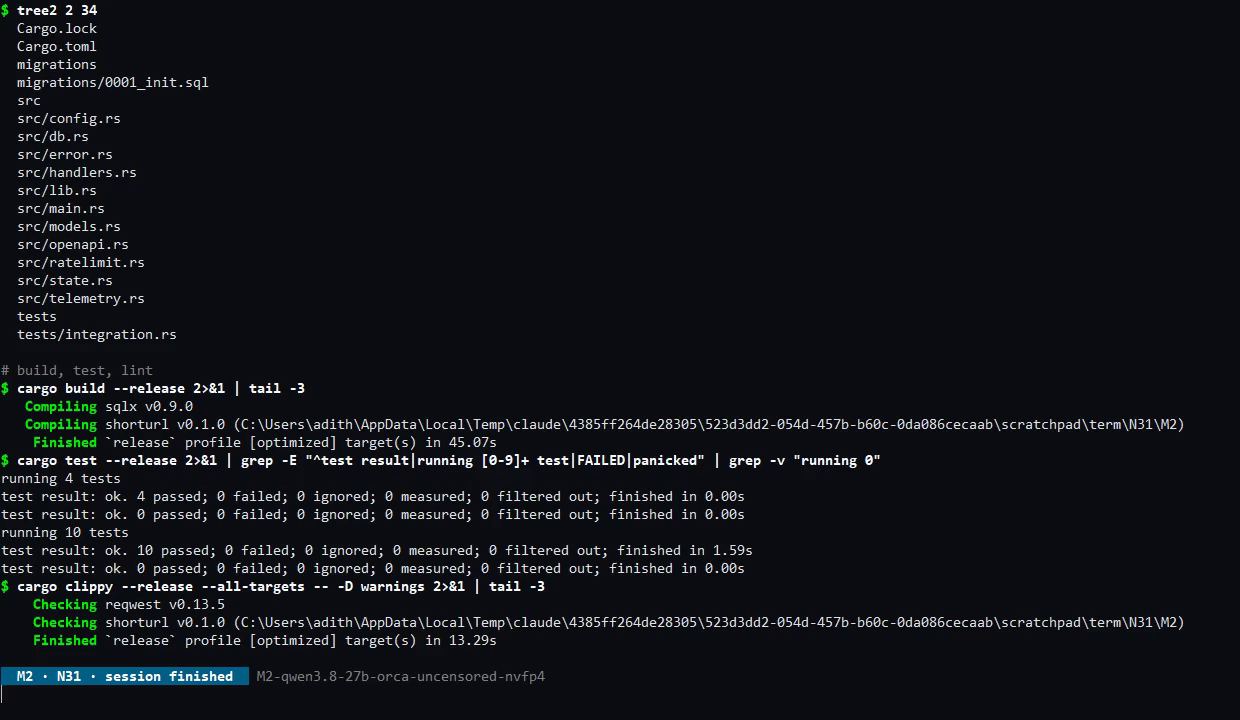 $ tree2 2 34
Cargo.lock
Cargo.toml
migrations
migrations/0001_init.sql
src
src/config.rs
src/db.rs
src/error.rs
src/handlers.rs
src/lib.rs
src/main.rs
src/models.rs
src/openapi.rs
src/ratelimit.rs
src/state.rs
src/telemetry.rs
tests
tests/integration.rs
# build, test, lint
$ cargo build --release 2>&1 | tail -3
Compiling sqlx v0.9.0
Compiling shorturl v0.1.0 (C:\Users\adith\AppData\Local\Temp\claude\4385ff264de28305\523d3dd2-054d-457b-b60c-0da086cecaab\scratchpad\term\N31\M2)
Finished `release` profile [optimized] target(s) in 45.07s
$ cargo test --release 2>&1 | grep -E "^test result|running [0-9]+ test|FAILED|panicked" | grep -v "running 0"
running 4 tests
test result: ok. 4 passed; 0 failed; 0 ignored; 0 measured; 0 filtered out; finished in 0.00s
test result: ok. 0 passed; 0 failed; 0 ignored; 0 measured; 0 filtered out; finished in 0.00s
running 10 tests
test result: ok. 10 passed; 0 failed; 0 ignored; 0 measured; 0 filtered out; finished in 1.59s
test result: ok. 0 passed; 0 failed; 0 ignored; 0 measured; 0 filtered out; finished in 0.00s
$ cargo clippy --release --all-targets -- -D warnings 2>&1 | tail -3
Checking reqwest v0.13.5
Checking shorturl v0.1.0 (C:\Users\adith\AppData\Local\Temp\claude\4385ff264de28305\523d3dd2-054d-457b-b60c-0da086cecaab\scratchpad\term\N31\M2)
Finished `release` profile [optimized] target(s) in 13.29s
M2 · N31 · session finished M2-qwen3.8-27b-orca-uncensored-nvfp4